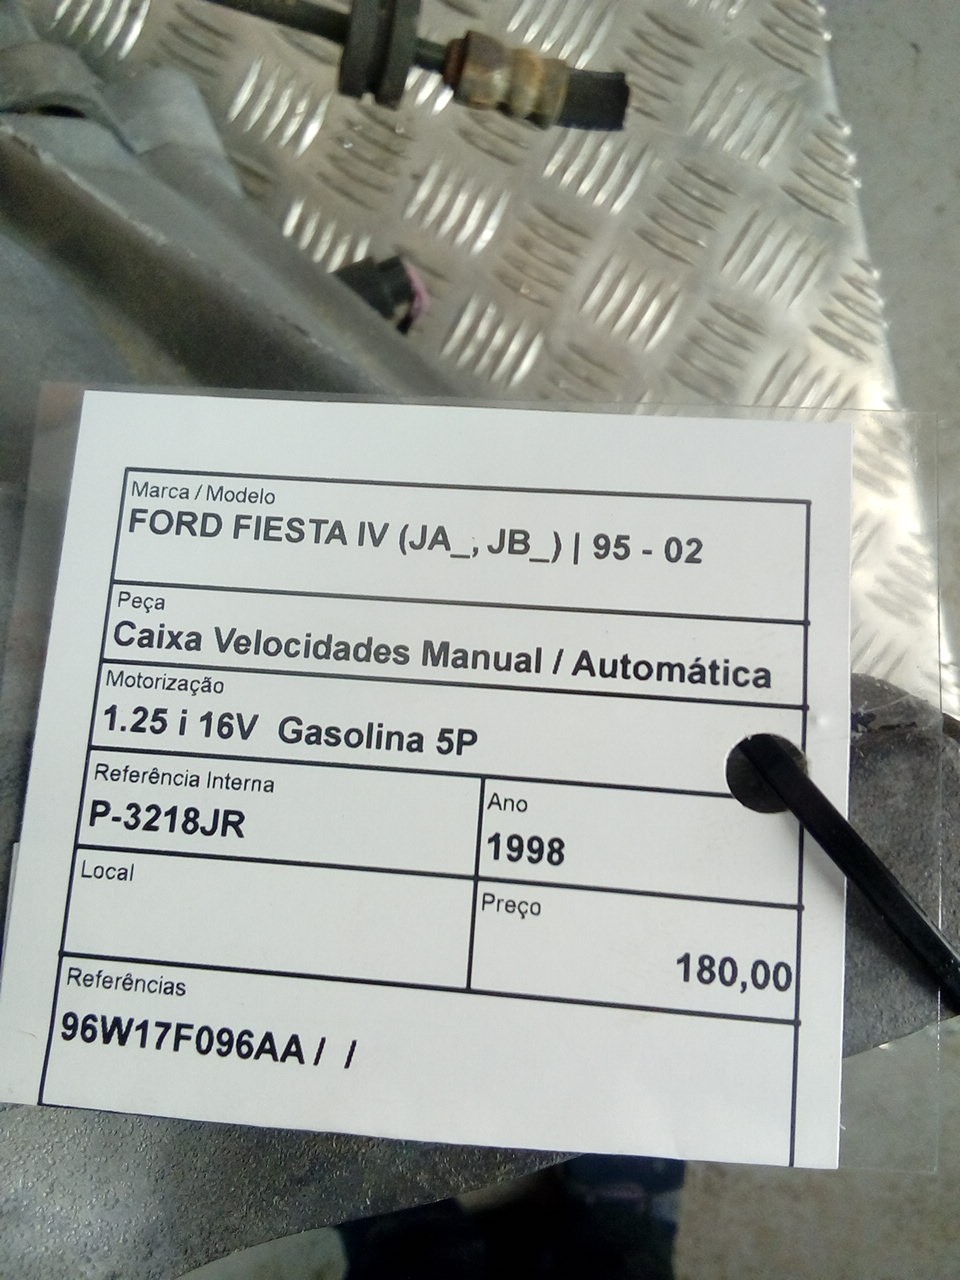 Marca / Modelo
FORD FIESTA IV (JA_, JB_) | 95 - 02
Peça
Caixa Velocidades Manual / Automática
Motorização
1.25 i 16V  Gasolina 5P
Referência Interna
P-3218JR
Ano
1998
Local
Preço
180,00
Referências
96W17F096AA /  /